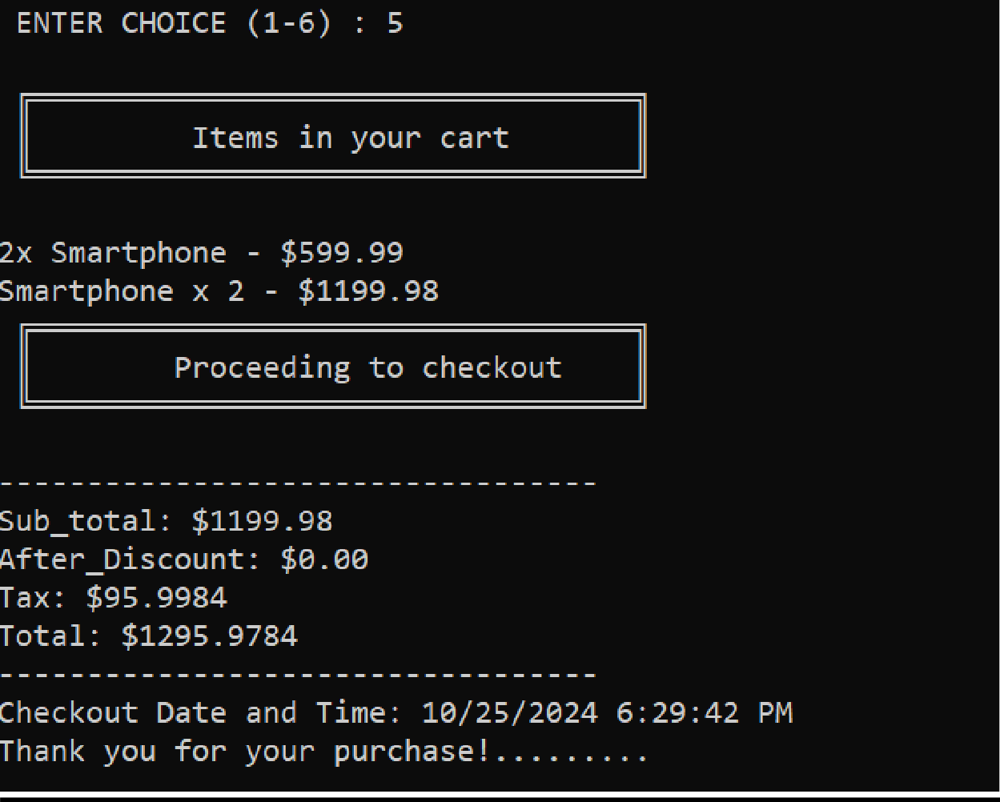 ENTER CHOICE (1-6) : 5
Items in your cart
2x Smartphone - $599.99
Smartphone x 2 - $1199.98
Proceeding to checkout
----------------------------------
Sub_total: $1199.98
After_Discount: $0.00
Tax: $95.9984
Total: $1295.9784
----------------------------------
Checkout Date and Time: 10/25/2024 6:29:42 PM
Thank you for your purchase!.........